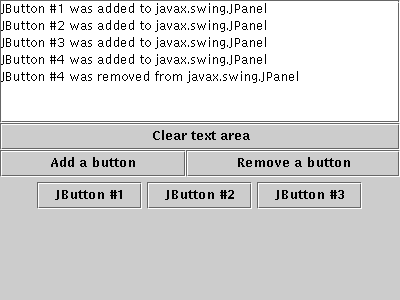 JButton #1 was added to javax.swing.JPanel
JButton #2 was added to javax.swing.JPanel
JButton #3 was added to javax.swing.JPanel
JButton #4 was added to javax.swing.JPanel
JButton #4 was removed from javax.swing.JPanel
Clear text area
Add a button Remove a button
JButton #1 JButton #2 JButton #3